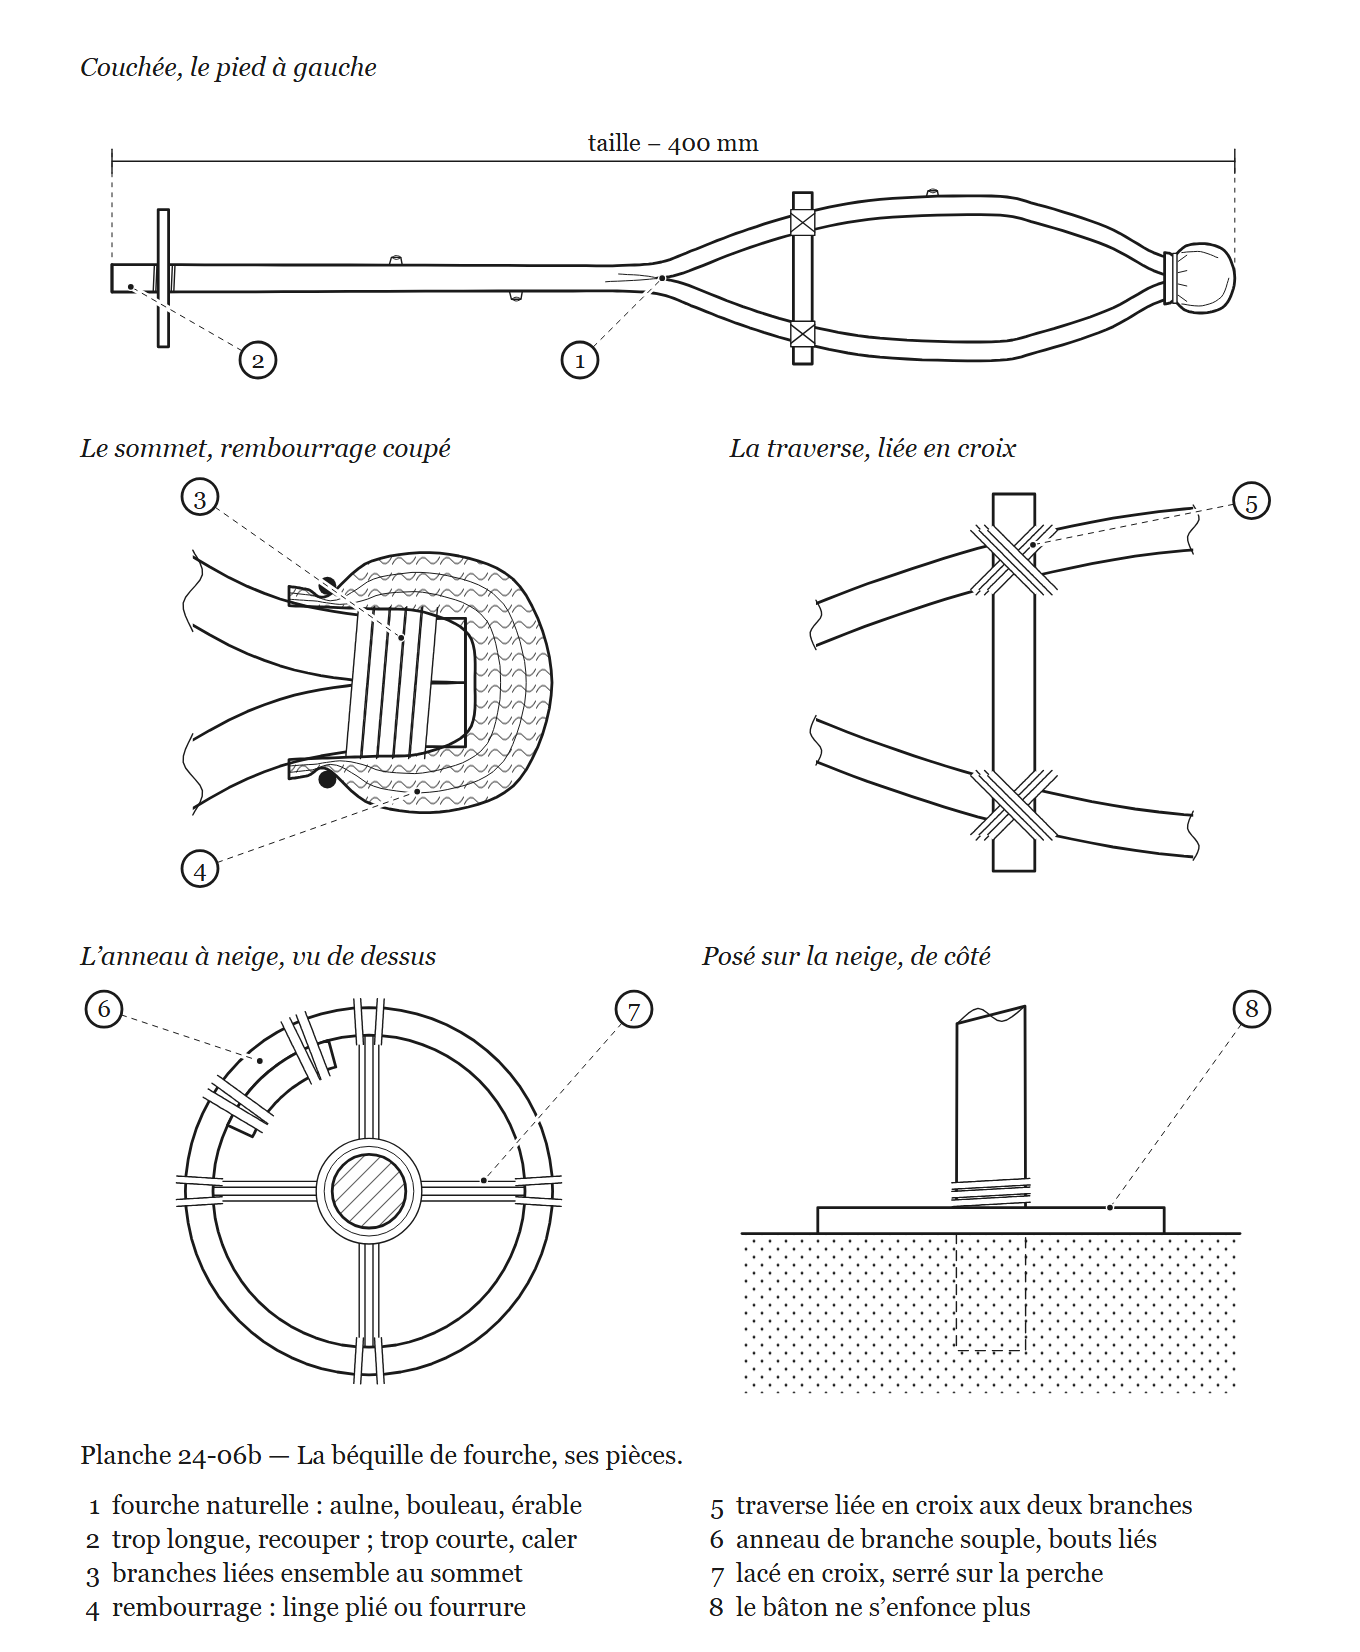 Couchée, le pied à gauche
taille – 400 mm
2
1
Le sommet, rembourrage coupé
La traverse, liée en croix
3
5
4
L’anneau à neige, vu de dessus
Posé sur la neige, de côté
6
7
8
Planche 24-06b — La béquille de fourche, ses pièces.
1 fourche naturelle : aulne, bouleau, érable
2 trop longue, recouper ; trop courte, caler
3 branches liées ensemble au sommet
4 rembourrage : linge plié ou fourrure
5 traverse liée en croix aux deux branches
6 anneau de branche souple, bouts liés
7 lacé en croix, serré sur la perche
8 le bâton ne s’enfonce plus